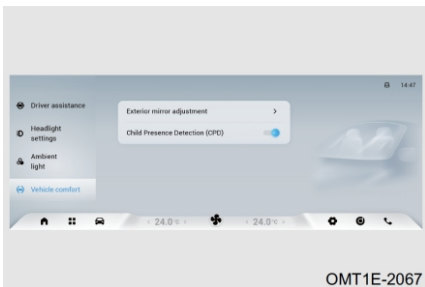 14:47
Driver assistance
Exterior mirror adjustment
Headlight
settings
Child Presence Detection (CPD)
Ambient
light
Vehicle comfort
24.0 °C
24.0 °C
OMT1E-2067